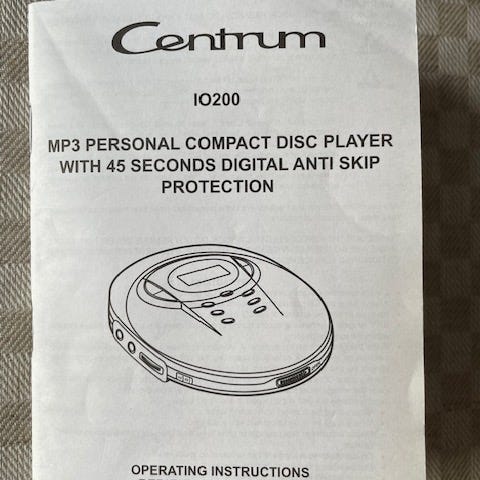 Centrum
IO200
MP3 PERSONAL COMPACT DISC PLAYER
WITH 45 SECONDS DIGITAL ANTI SKIP
PROTECTION
OPERATING INSTRUCTIONS